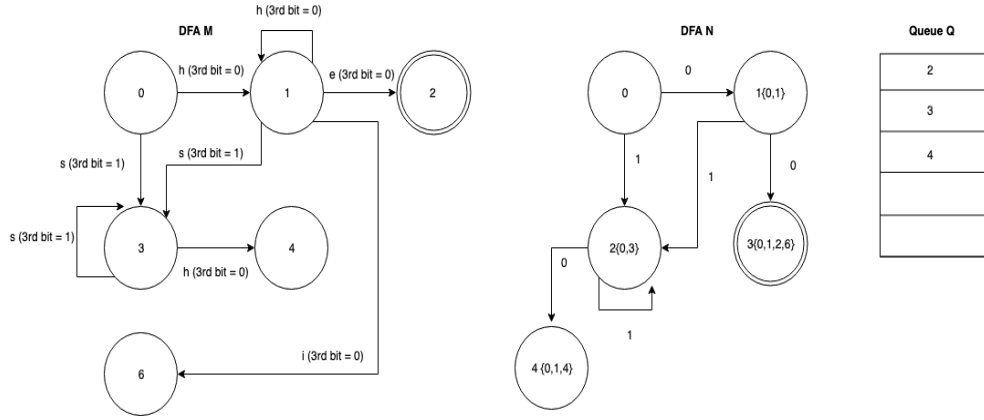 h (3rd bit = 0)
DFA M
DFA N
Queue Q
h (3rd bit = 0)
e (3rd bit = 0)
0
0
1
2
0
1{0,1}
2
3
s (3rd bit = 1)
s (3rd bit = 1)
4
1
0
1
s (3rd bit = 1)
3
4
2{0,3}
3{0,1,2,6}
h (3rd bit = 0)
0
1
i (3rd bit = 0)
6
4 {0,1,4}